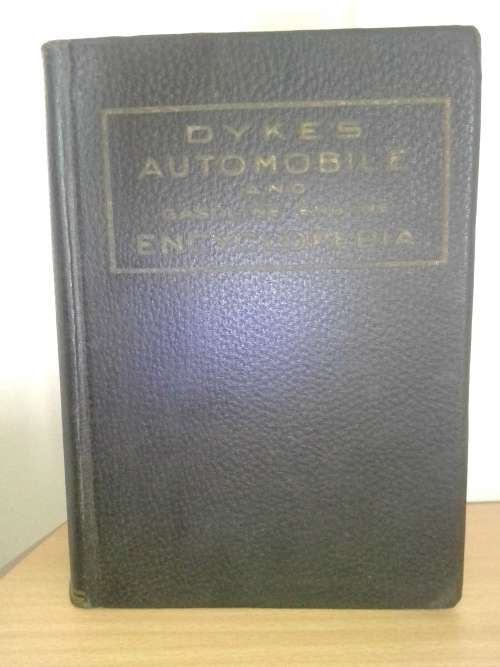 DYKES
AUTOMOBILE
AND
GASOLINE ENGINE
ENCYCLOPEDIA